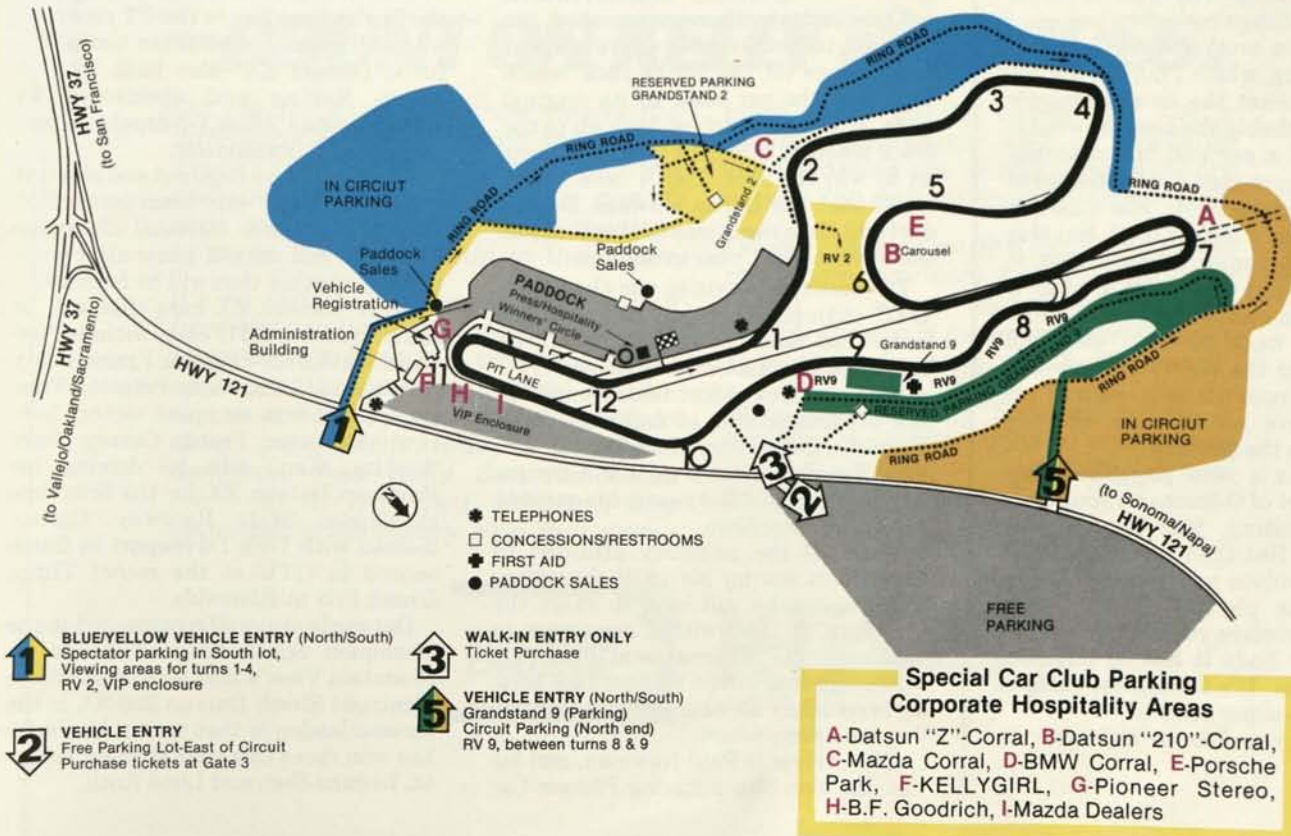 HWY 37
(to San Francisco)
HWY 37
(to Vallejo/Oakland/Sacramento)
HWY 121
IN CIRCIUT
PARKING
RING ROAD
RING ROAD
RING ROAD
RING ROAD
RESERVED PARKING
GRANDSTAND 2
C
Grandstand 2
2
3
4
5
E
B Carousel
RV 2
6
A
7
Paddock
Sales
Vehicle
Registration
Administration
Building
Paddock
Sales
PADDOCK
Press/Hospitality
Winners' Circle
G
PIT LANE
1
11
F
H
I
12
VIP Enclosure
1
10
9
8
RV9
Grandstand 9
RV9
D
RV9
RV9
RESERVED PARKING GRANDSTAND 9
RING ROAD
RING ROAD
IN CIRCIUT
PARKING
3
2
5
(to Sonoma/Napa)
HWY 121
FREE
PARKING
N
TELEPHONES
CONCESSIONS/RESTROOMS
FIRST AID
PADDOCK SALES
1
BLUE/YELLOW VEHICLE ENTRY (North/South)
Spectator parking in South lot,
Viewing areas for turns 1-4,
RV 2, VIP enclosure
2
VEHICLE ENTRY
Free Parking Lot-East of Circuit
Purchase tickets at Gate 3
3
WALK-IN ENTRY ONLY
Ticket Purchase
5
VEHICLE ENTRY (North/South)
Grandstand 9 (Parking)
Circuit Parking (North end)
RV 9, between turns 8 & 9
Special Car Club Parking
Corporate Hospitality Areas
A-Datsun "Z"-Corral, B-Datsun "210"-Corral,
C-Mazda Corral, D-BMW Corral, E-Porsche
Park, F-KELLYGIRL, G-Pioneer Stereo,
H-B.F. Goodrich, I-Mazda Dealers